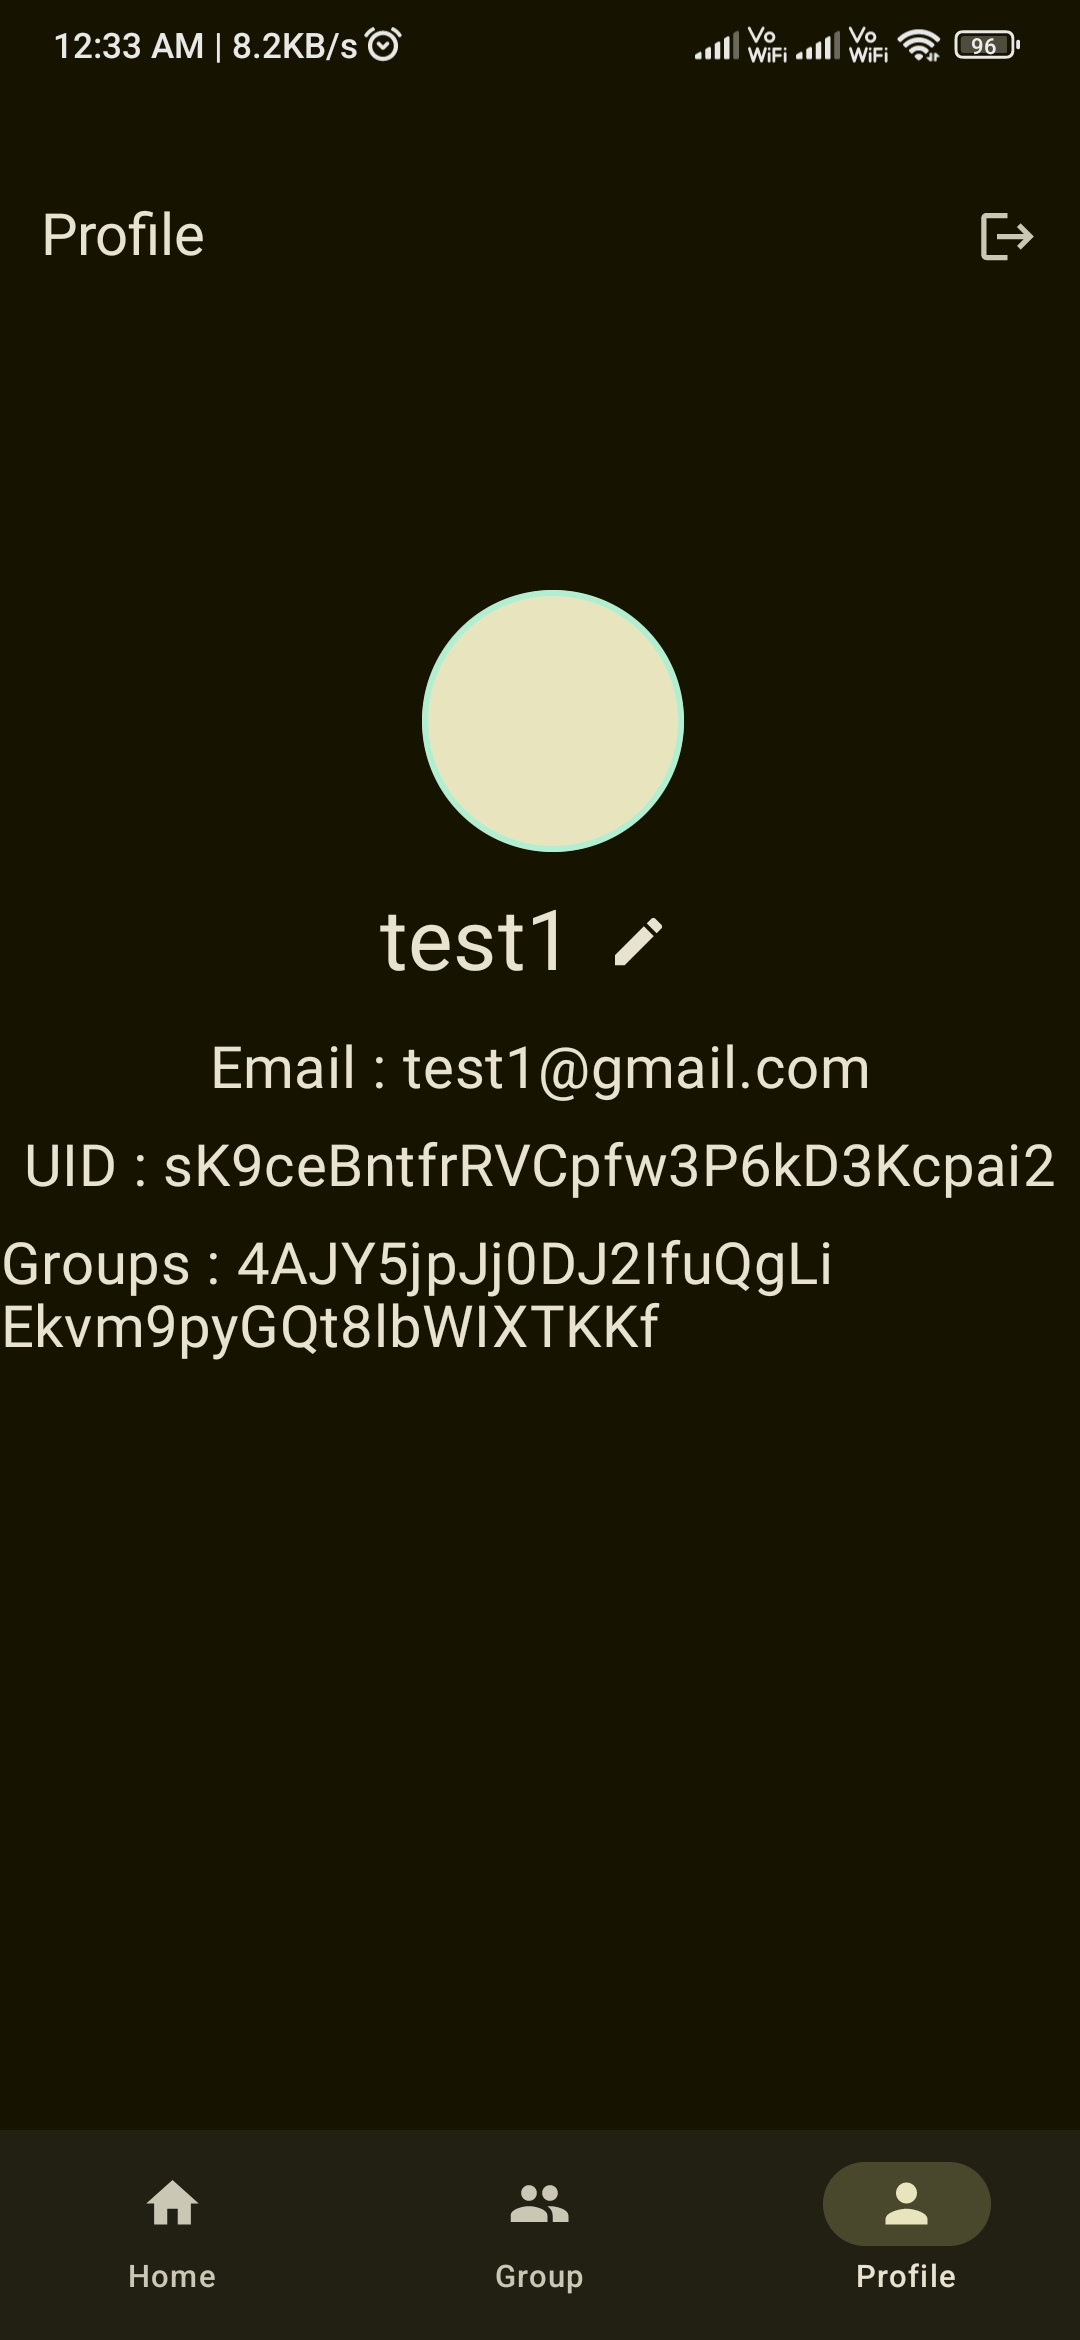 12:33 AM | 8.2KB/s Vo WiFi Vo WiFi 96
Profile
test1
Email : test1@gmail.com
UID : sK9ceBntfrRVCpfw3P6kD3Kcpai2
Groups : 4AJY5jpJj0DJ2IfuQgLi
Ekvm9pyGQt8lbWIXTKKf
Home Group Profile